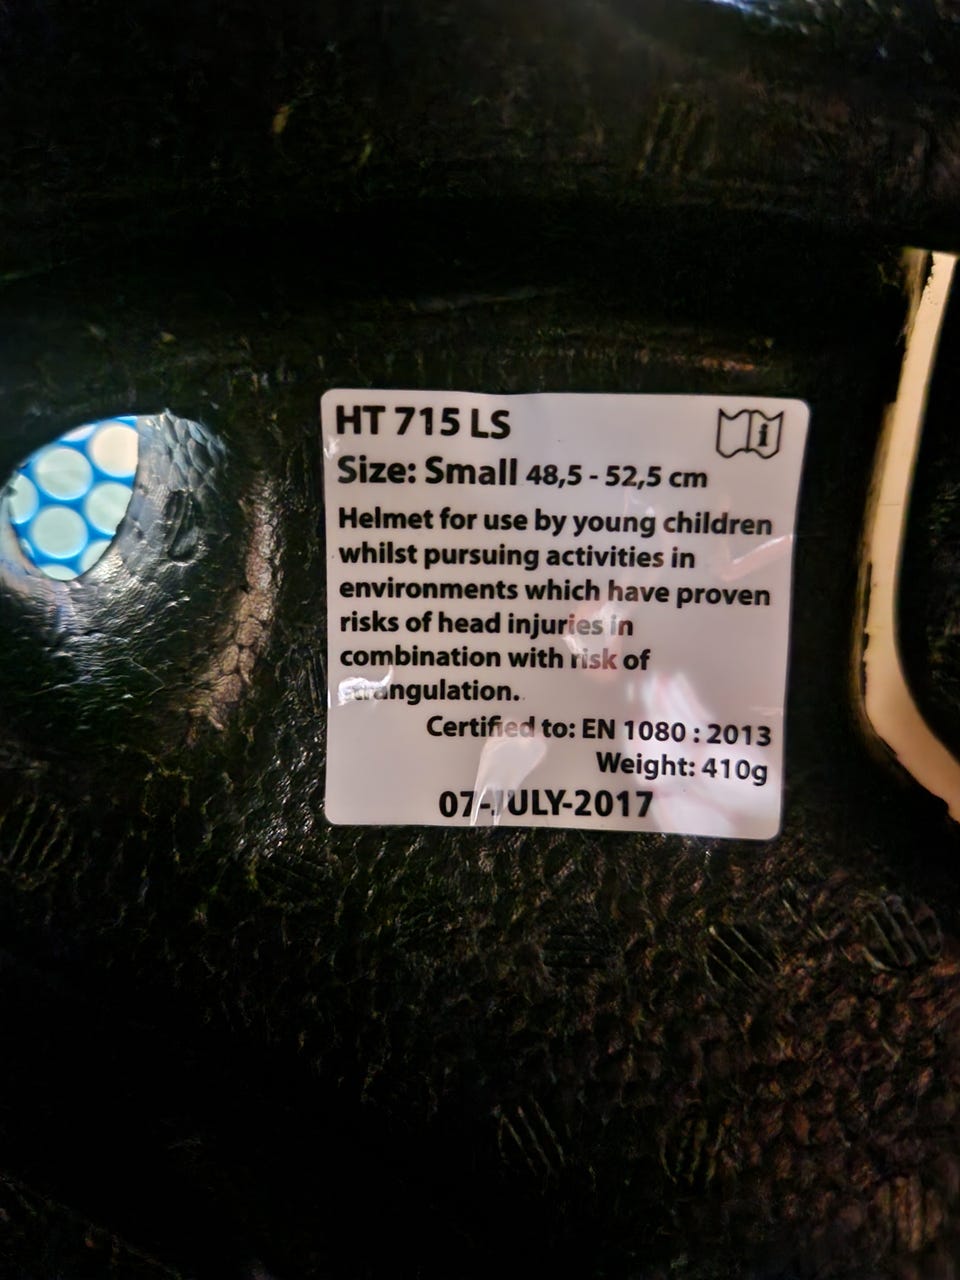 HT 715 LS
Size: Small 48,5 - 52,5 cm
Helmet for use by young children
whilst pursuing activities in
environments which have proven
risks of head injuries in
combination with risk of
strangulation.
Certified to: EN 1080 : 2013
Weight: 410g
07-JULY-2017